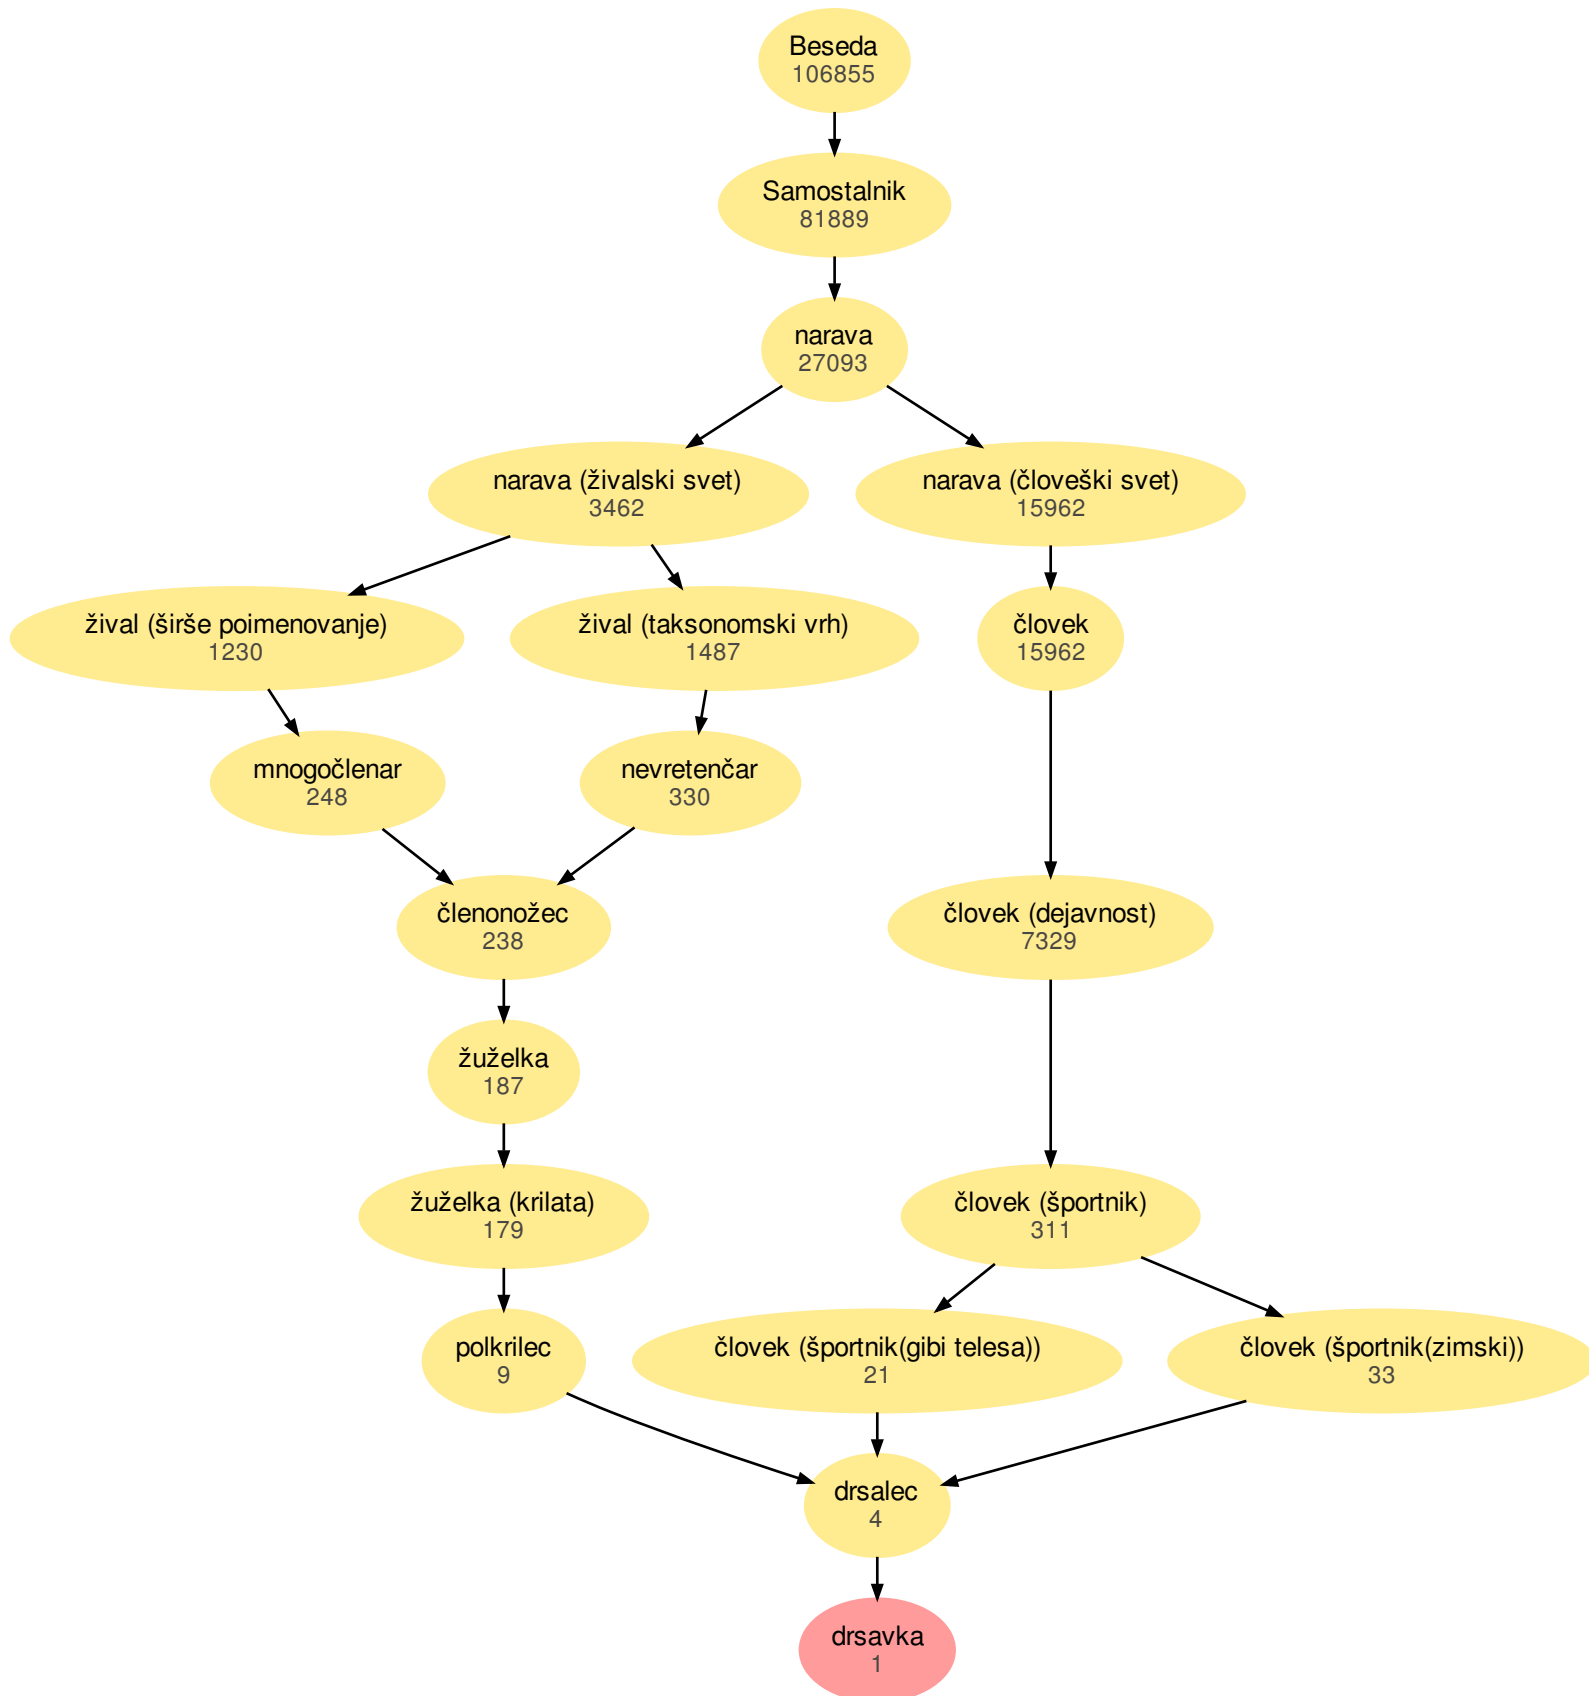 Beseda
106855
Samostalnik
81889
narava
27093
narava (živalski svet)
3462
narava (človeški svet)
15962
žival (širše poimenovanje)
1230
žival (taksonomski vrh)
1487
človek
15962
mnogočlenar
248
nevretenčar
330
členonožec
238
človek (dejavnost)
7329
žuželka
187
žuželka (krilata)
179
človek (športnik)
311
polkrilec
9
človek (športnik(gibi telesa))
21
človek (športnik(zimski))
33
drsalec
4
drsavka
1